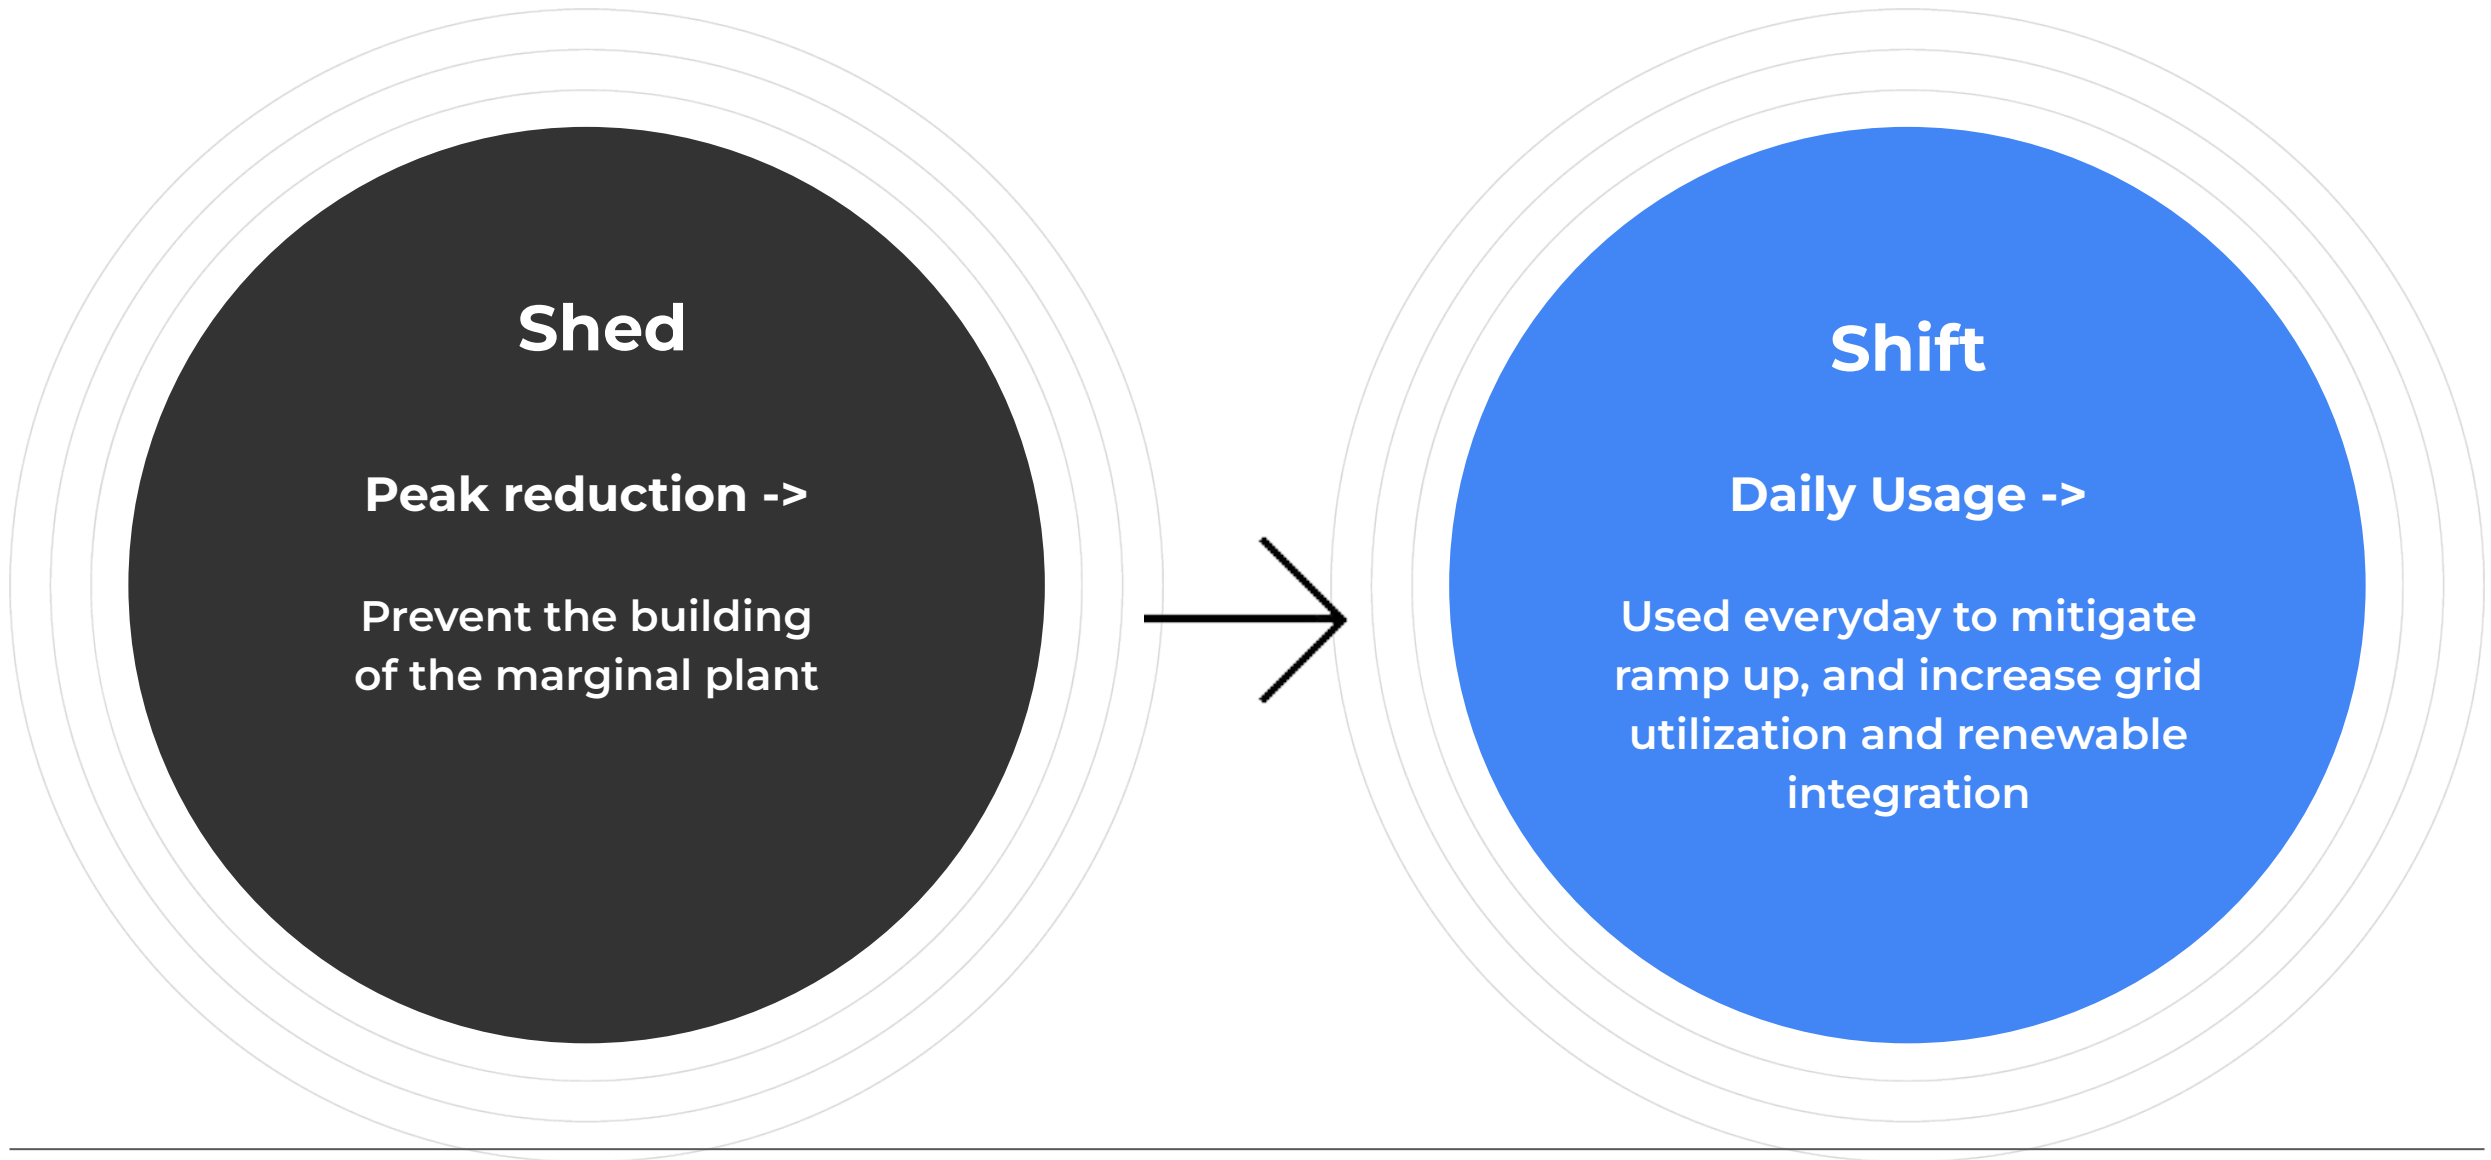 Shed
Peak reduction ->
Prevent the building
of the marginal plant
Shift
Daily Usage ->
Used everyday to mitigate
ramp up, and increase grid
utilization and renewable
integration